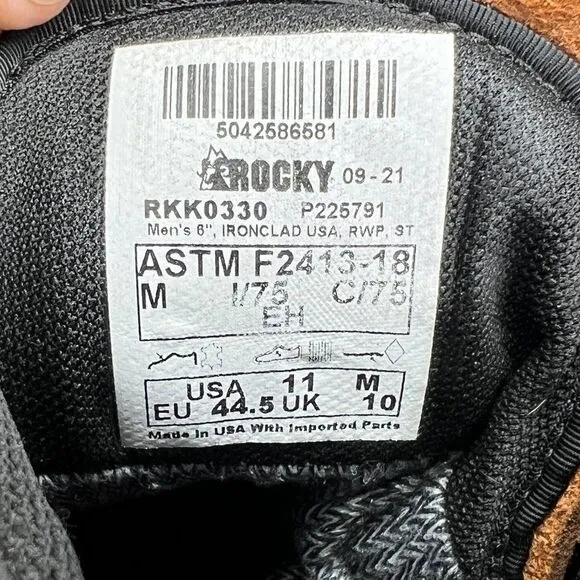 5042586581
ROCKY 09-21
RKK0330 P225791
Men's 6", IRONCLAD USA, RWP, ST
ASTM F2413-18
M I/75 C/75
EH
USA 11 M
EU 44.5 UK 10
Made In USA With Imported Parts